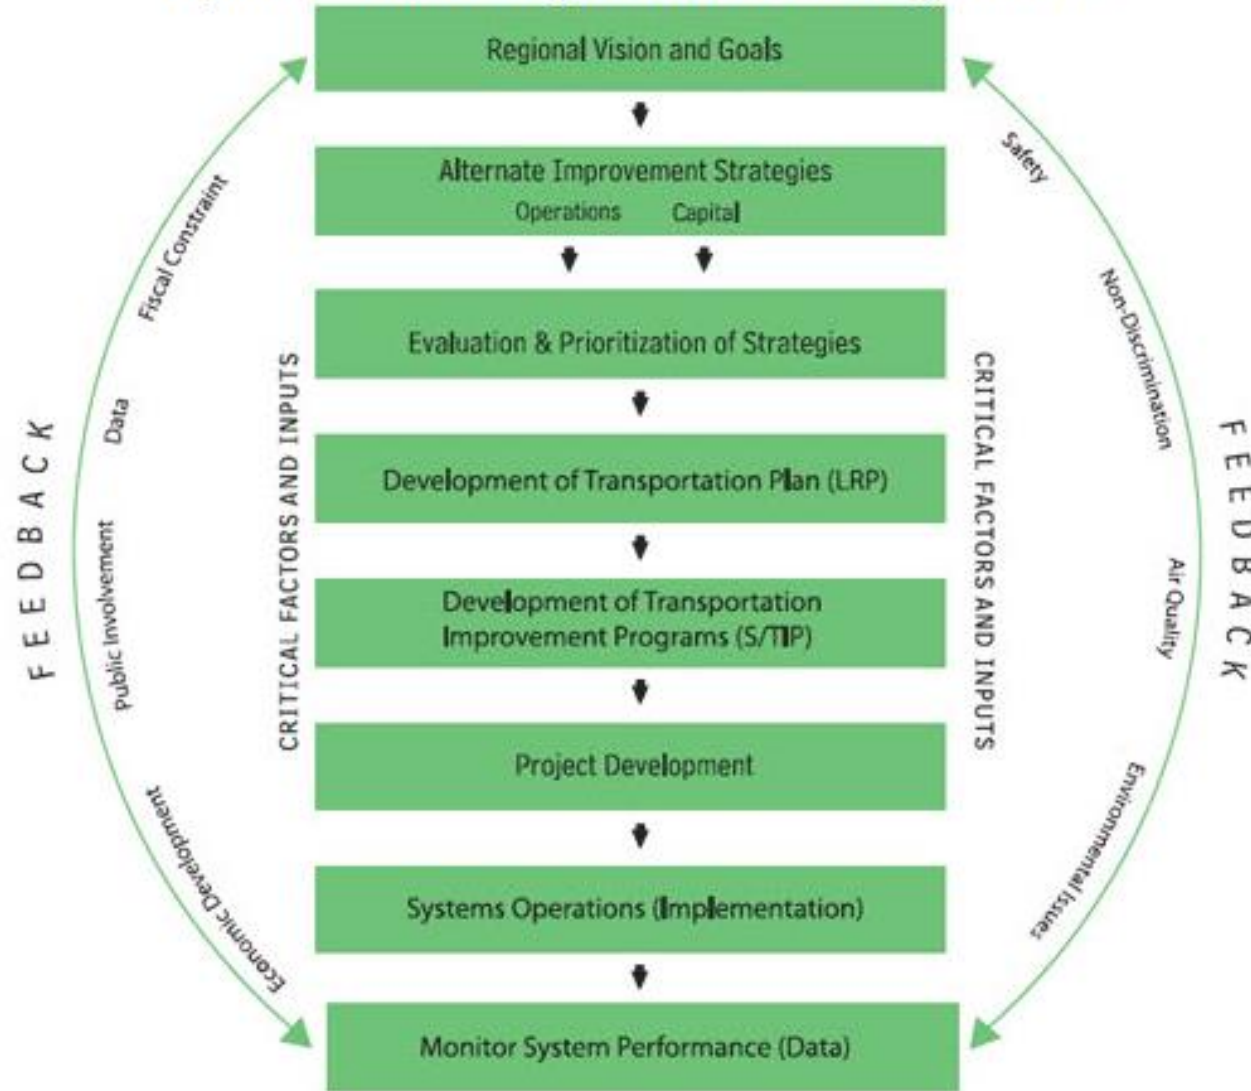 Regional Vision and Goals
Alternate Improvement Strategies
Operations Capital
Evaluation & Prioritization of Strategies
Development of Transportation Plan (LRP)
Development of Transportation
Improvement Programs (S/TIP)
Project Development
Systems Operations (Implementation)
Monitor System Performance (Data)
FEEDBACK
Fiscal Constraint
Data
Public Involvement
Economic Development
CRITICAL FACTORS AND INPUTS
CRITICAL FACTORS AND INPUTS
Safety
Non-Discrimination
Air Quality
Environmental Issues
FEEDBACK